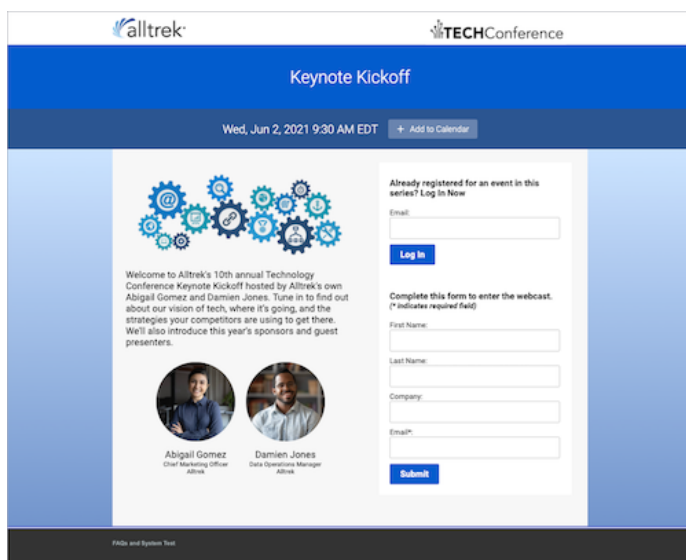 alltrek
TECHConference
Keynote Kickoff
Wed, Jun 2, 2021 9:30 AM EDT
+ Add to Calendar
Welcome to Alltrek's 10th annual Technology
Conference Keynote Kickoff hosted by Alltrek's own
Abigail Gomez and Damien Jones. Tune in to find out
about our vision of tech, where it's going, and the
strategies your competitors are using to get there.
We'll also introduce this year's sponsors and guest
presenters.
Abigail Gomez
Chief Marketing Officer
Alltrek
Damien Jones
Data Operations Manager
Alltrek
Already registered for an event in this
series? Log In Now
Email:
Log In
Complete this form to enter the webcast.
(* indicates required field)
First Name:
Last Name:
Company:
Email*:
Submit
FAQs and System Test